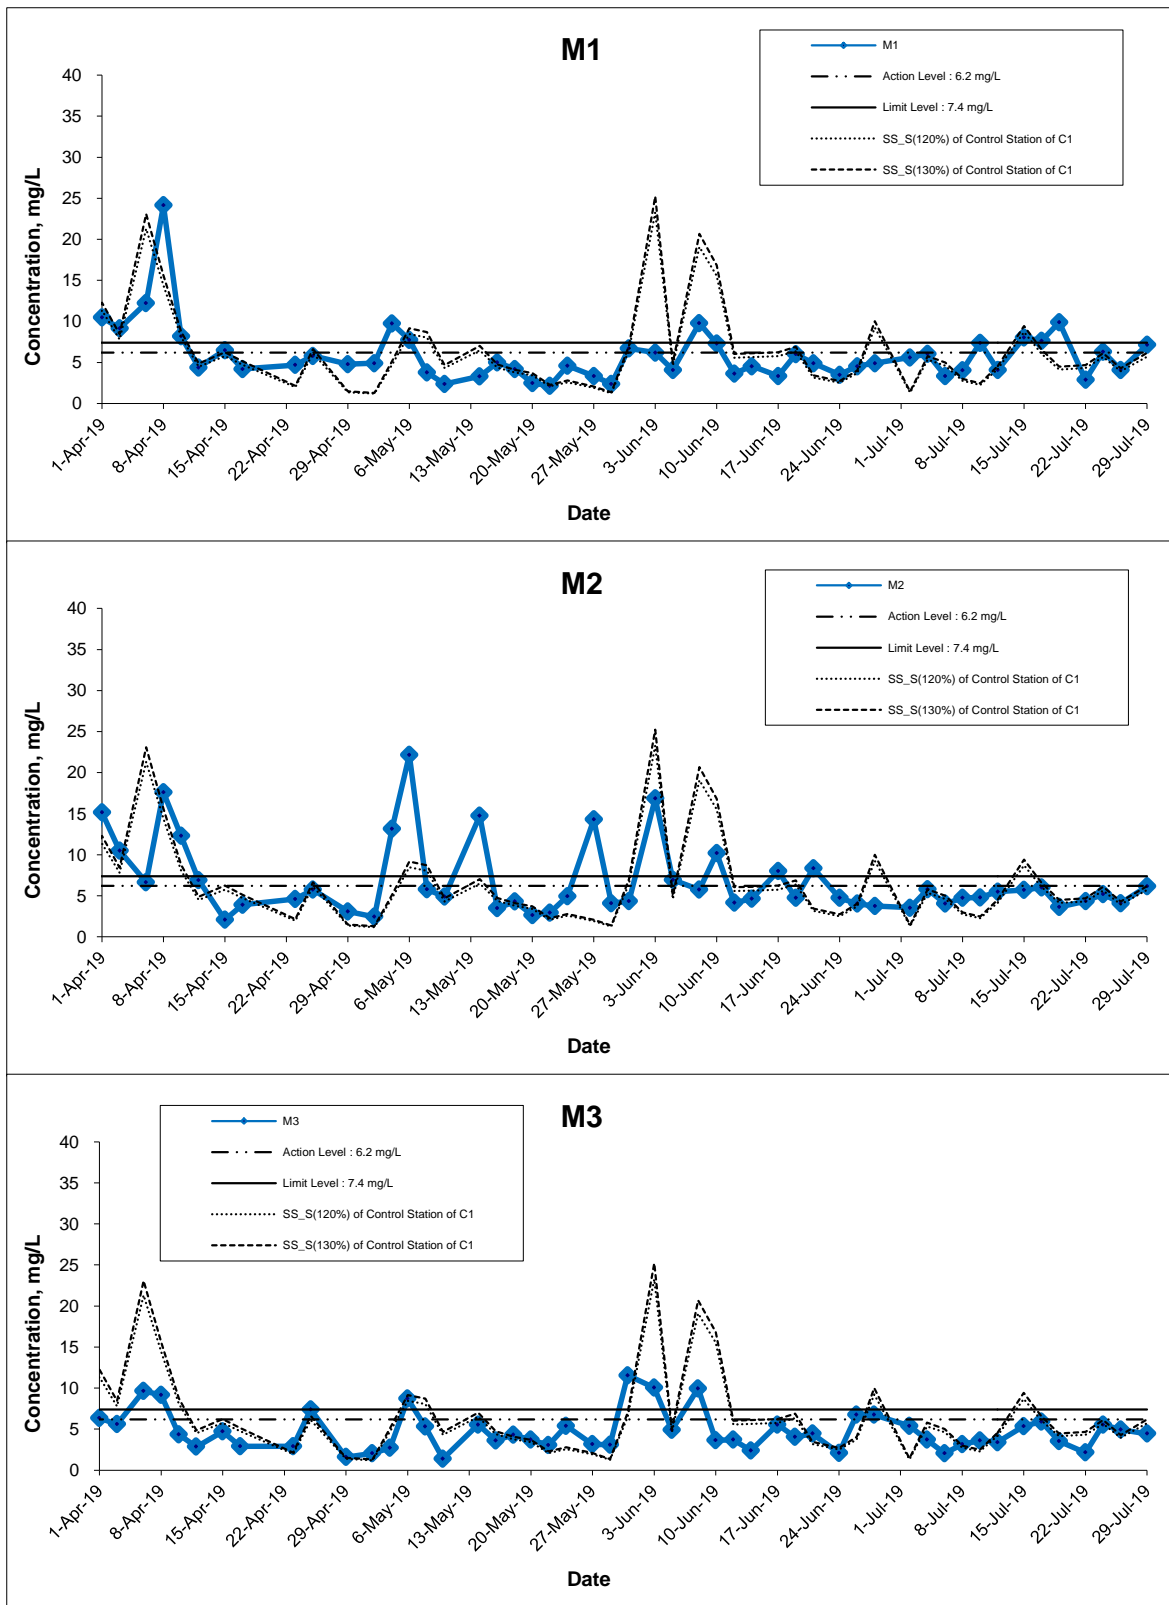 M1
M1
Action Level : 6.2 mg/L
Limit Level : 7.4 mg/L
SS_S(120%) of Control Station of C1
SS_S(130%) of Control Station of C1
Concentration, mg/L
40
35
30
25
20
15
10
5
0
1-Apr-19
8-Apr-19
15-Apr-19
22-Apr-19
29-Apr-19
6-May-19
13-May-19
20-May-19
27-May-19
3-Jun-19
10-Jun-19
17-Jun-19
24-Jun-19
1-Jul-19
8-Jul-19
15-Jul-19
22-Jul-19
29-Jul-19
Date
M2
M2
Action Level : 6.2 mg/L
Limit Level : 7.4 mg/L
SS_S(120%) of Control Station of C1
SS_S(130%) of Control Station of C1
Concentration, mg/L
40
35
30
25
20
15
10
5
0
1-Apr-19
8-Apr-19
15-Apr-19
22-Apr-19
29-Apr-19
6-May-19
13-May-19
20-May-19
27-May-19
3-Jun-19
10-Jun-19
17-Jun-19
24-Jun-19
1-Jul-19
8-Jul-19
15-Jul-19
22-Jul-19
29-Jul-19
Date
M3
M3
Action Level : 6.2 mg/L
Limit Level : 7.4 mg/L
SS_S(120%) of Control Station of C1
SS_S(130%) of Control Station of C1
Concentration, mg/L
40
35
30
25
20
15
10
5
0
1-Apr-19
8-Apr-19
15-Apr-19
22-Apr-19
29-Apr-19
6-May-19
13-May-19
20-May-19
27-May-19
3-Jun-19
10-Jun-19
17-Jun-19
24-Jun-19
1-Jul-19
8-Jul-19
15-Jul-19
22-Jul-19
29-Jul-19
Date